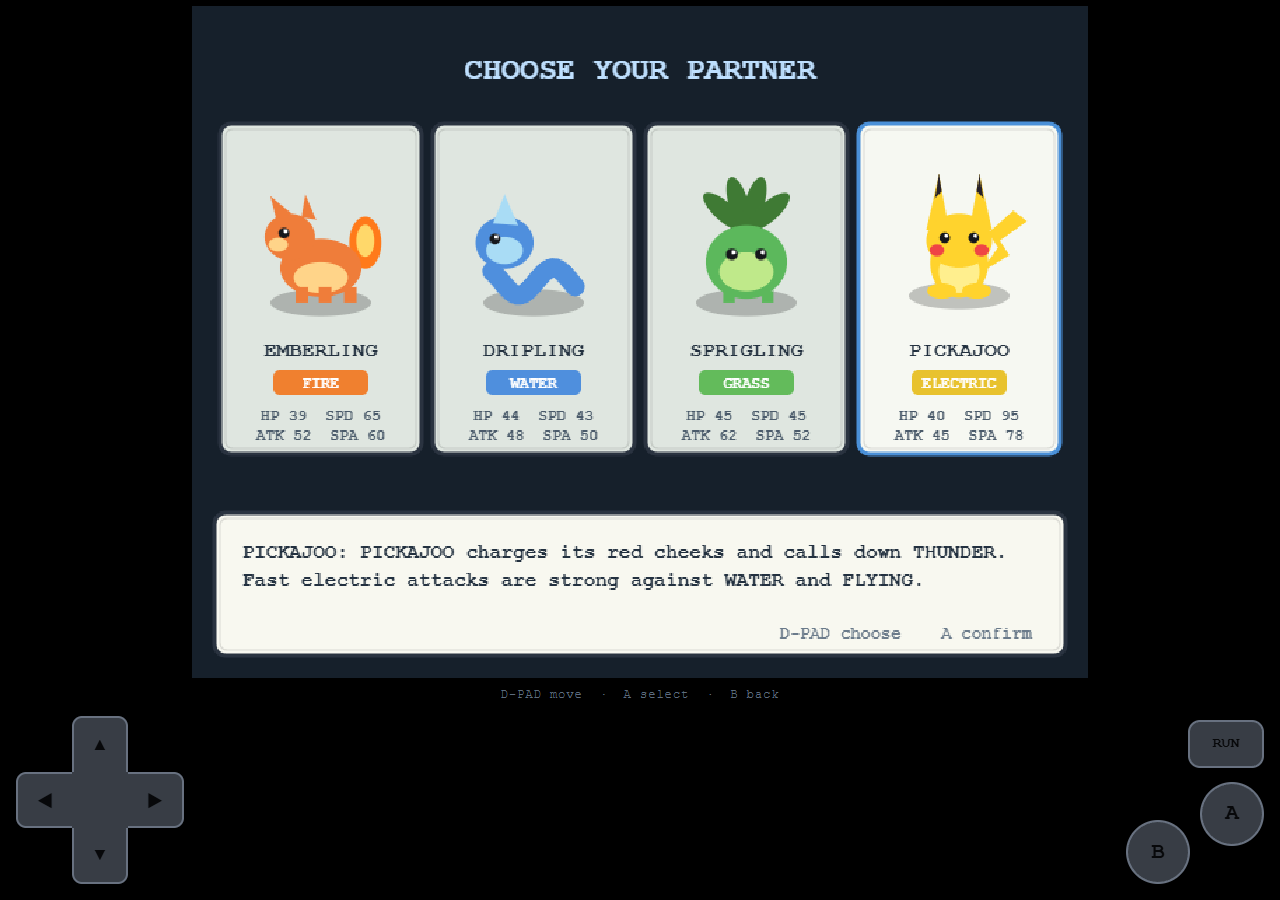 CHOOSE YOUR PARTNER
EMBERLING
FIRE
HP 39 SPD 65
ATK 52 SPA 60
DRIPLING
WATER
HP 44 SPD 43
ATK 48 SPA 50
SPRIGLING
GRASS
HP 45 SPD 45
ATK 62 SPA 52
PICKAJOO
ELECTRIC
HP 40 SPD 95
ATK 45 SPA 78
PICKAJOO: PICKAJOO charges its red cheeks and calls down THUNDER.
Fast electric attacks are strong against WATER and FLYING.
D-PAD choose A confirm
D-PAD move · A select · B back
RUN
A
B